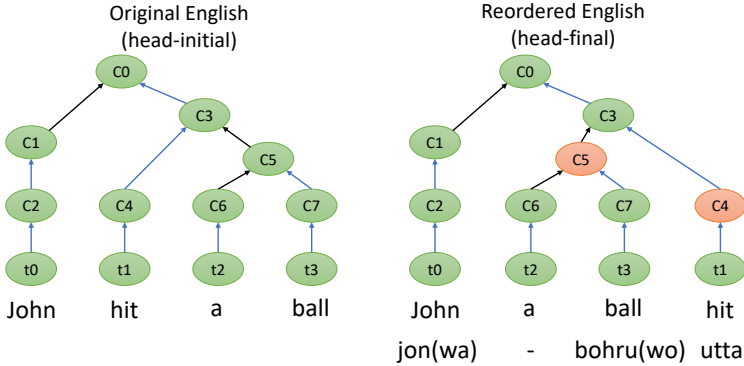 Original English
(head-initial)
C0
C3
C1
C5
C2
C4
C6
C7
t0
t1
t2
t3
John hit a ball
Reordered English
(head-final)
C0
C3
C1
C5
C2
C6
C7
C4
t0
t2
t3
t1
John a ball hit
jon(wa) - bohru(wo) utta